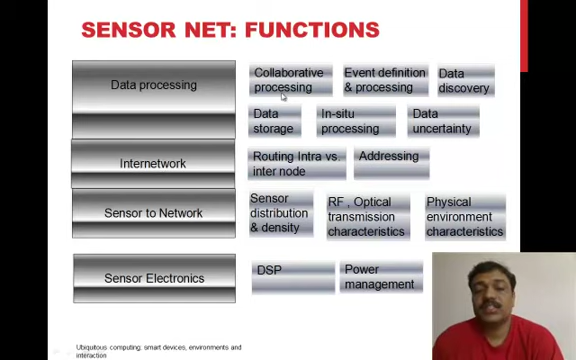 SENSOR NET: FUNCTIONS
Data processing
Collaborative
processing
Event definition
& processing
Data
discovery
Data
storage
In-situ
processing
Data
uncertainty
Internetwork
Routing Intra vs.
inter node
Addressing
Sensor to Network
Sensor
distribution
& density
RF , Optical
transmission
characteristics
Physical
environment
characteristics
Sensor Electronics
DSP
Power
management
Ubiquitous computing: smart devices, environments and
interaction